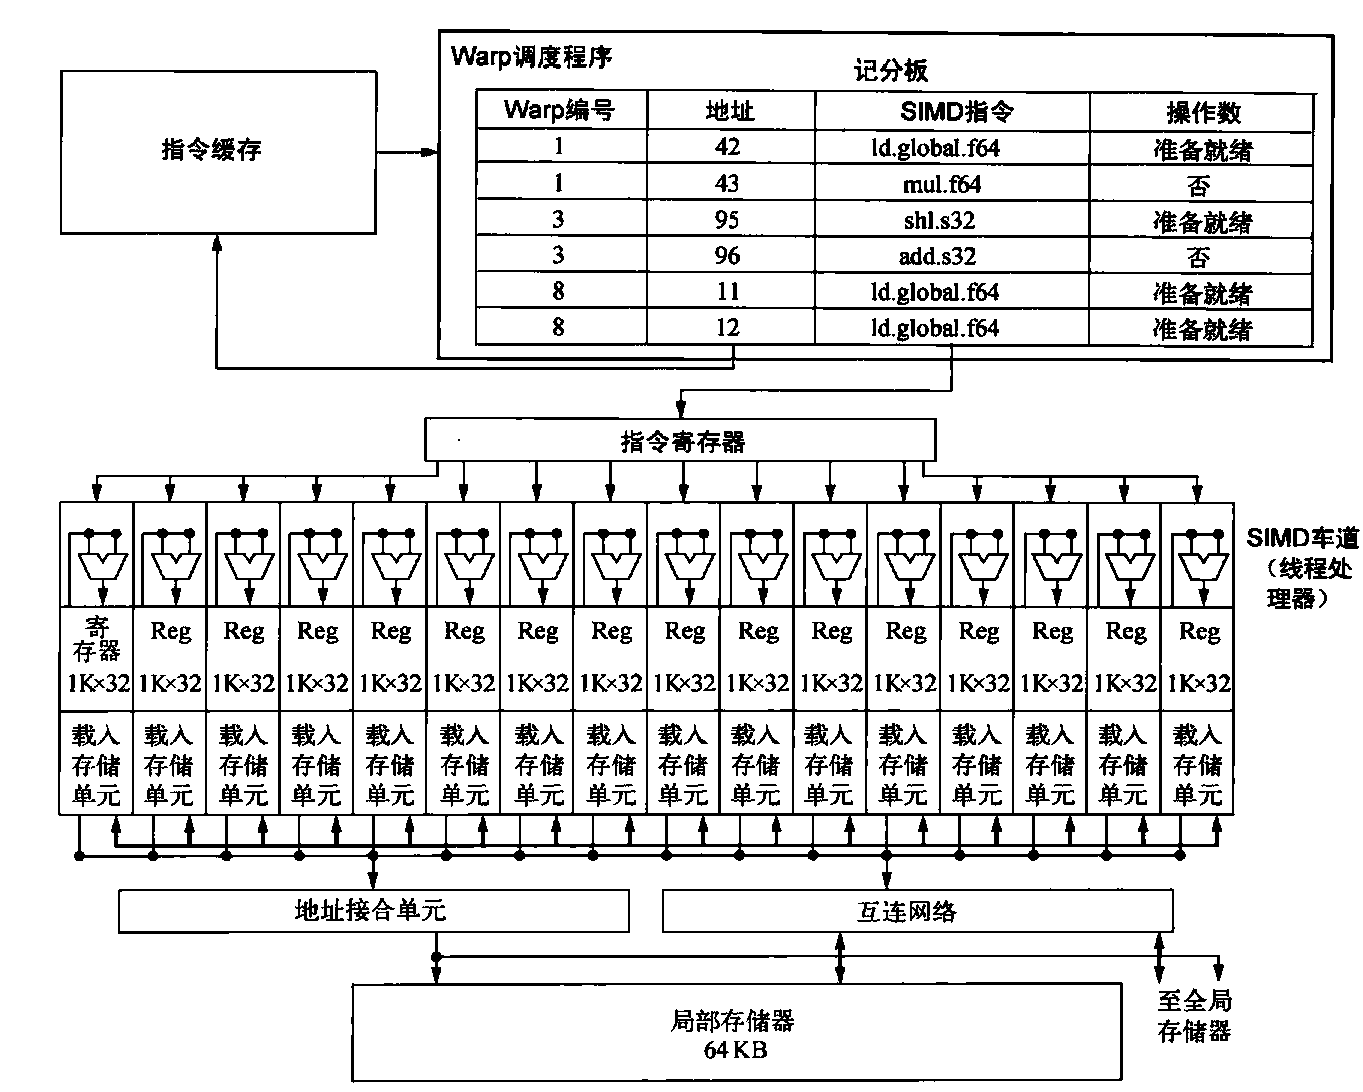 Warp调度程序
记分板
Warp编号 地址 SIMD指令 操作数
1 42 ld.global.f64 准备就绪
1 43 mul.f64 否
3 95 shl.s32 准备就绪
3 96 add.s32 否
8 11 ld.global.f64 准备就绪
8 12 ld.global.f64 准备就绪
指令缓存
指令寄存器
SIMD车道
（线程处
理器）
寄
存器 Reg Reg Reg Reg Reg Reg Reg Reg Reg Reg Reg Reg Reg Reg Reg
1K×32 1K×32 1K×32 1K×32 1K×32 1K×32 1K×32 1K×32 1K×32 1K×32 1K×32 1K×32 1K×32 1K×32 1K×32 1K×32
载入 载入 载入 载入 载入 载入 载入 载入 载入 载入 载入 载入 载入 载入 载入 载入
存储 存储 存储 存储 存储 存储 存储 存储 存储 存储 存储 存储 存储 存储 存储 存储
单元 单元 单元 单元 单元 单元 单元 单元 单元 单元 单元 单元 单元 单元 单元 单元
地址接合单元 互连网络
至全局
存储器
局部存储器
64 KB